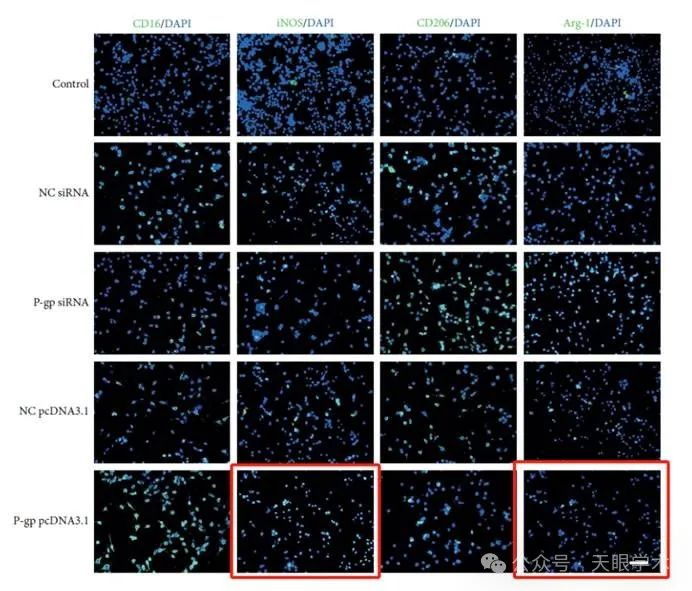 CD16/DAPI iNOS/DAPI CD206/DAPI Arg-1/DAPI
Control
NC siRNA
P-gp siRNA
NC pcDNA3.1
P-gp pcDNA3.1
公众号 · 天眼学术